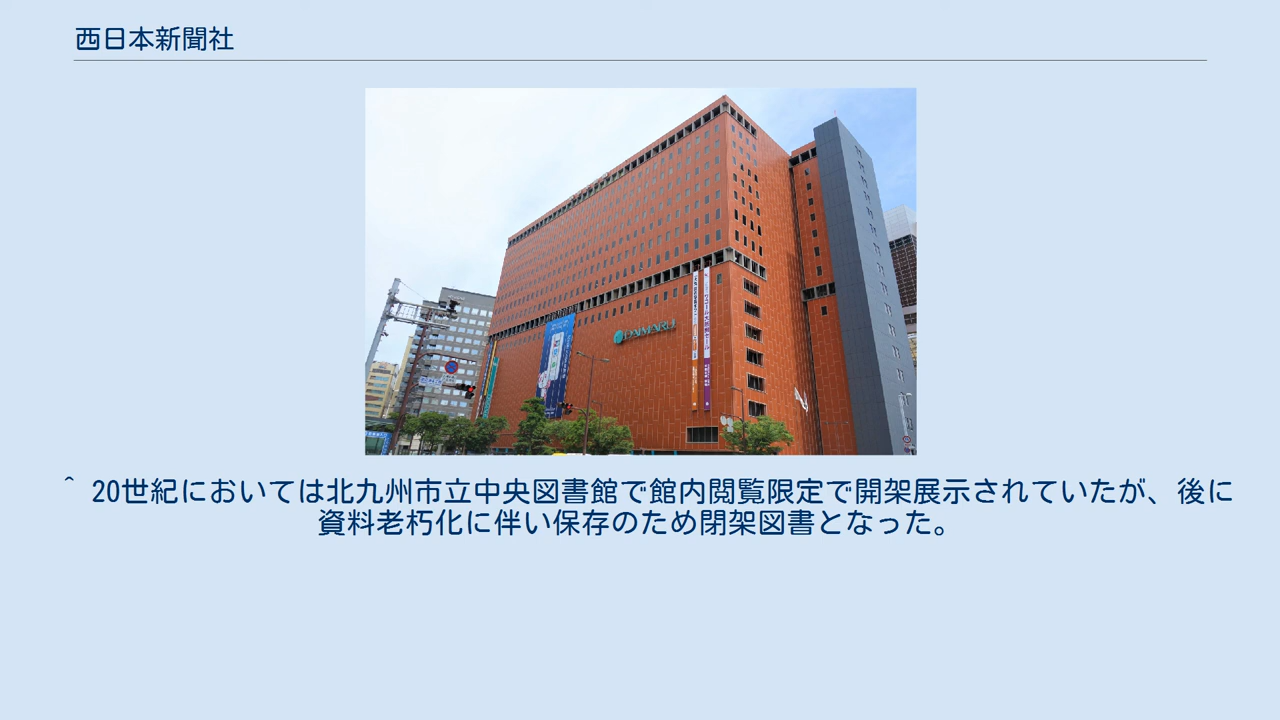 西日本新聞社
DAIMARU
^ 20世紀においては北九州市立中央図書館で館内閲覧限定で開架展示されていたが、後に
資料老朽化に伴い保存のため閉架図書となった。